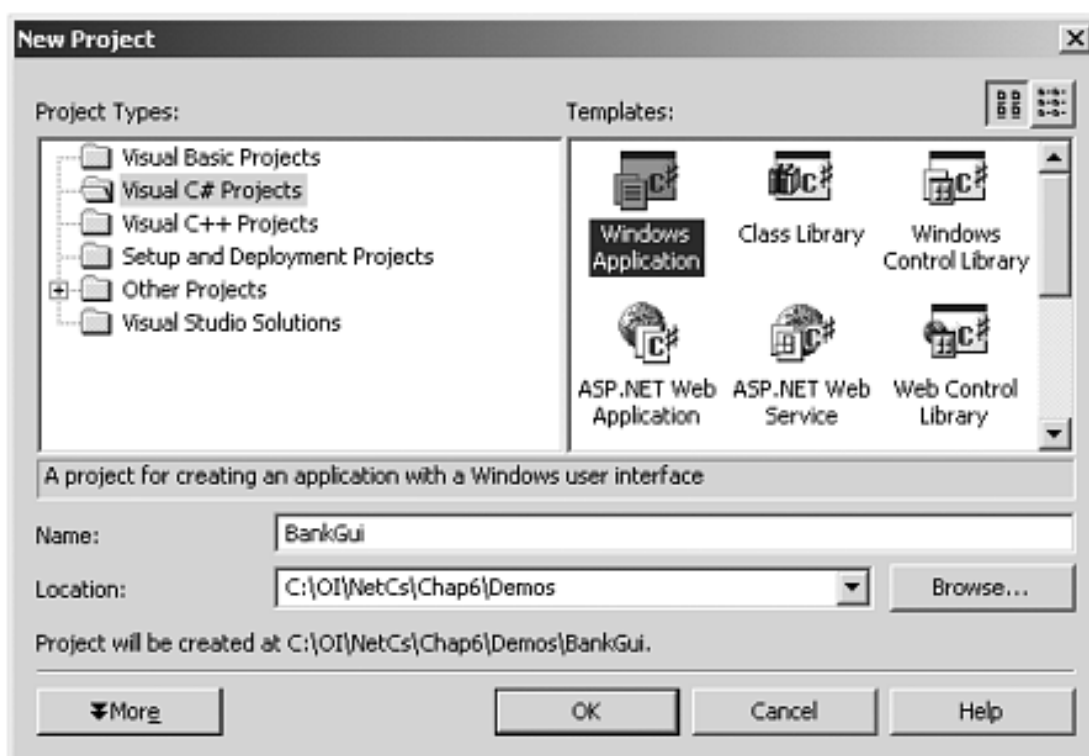 New Project
Project Types:
Templates:
Visual Basic Projects
Visual C# Projects
Visual C++ Projects
Setup and Deployment Projects
Other Projects
Visual Studio Solutions
C#
Windows
Application
C#
Class Library
C#
Windows
Control Library
C#
ASP.NET Web
Application
C#
ASP.NET Web
Service
C#
Web Control
Library
A project for creating an application with a Windows user interface
Name:
BankGui
Location:
C:\OI\NetCs\Chap6\Demos
Browse...
Project will be created at C:\OI\NetCs\Chap6\Demos\BankGui.
More
OK
Cancel
Help